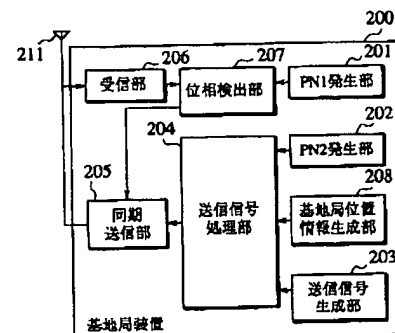 200
211
206
207
201
受信部
位相検出部
PN1発生部
202
204
PN2発生部
205
208
同期
送信部
送信信号
処理部
基地局位置
情報生成部
203
送信信号
生成部
基地局装置